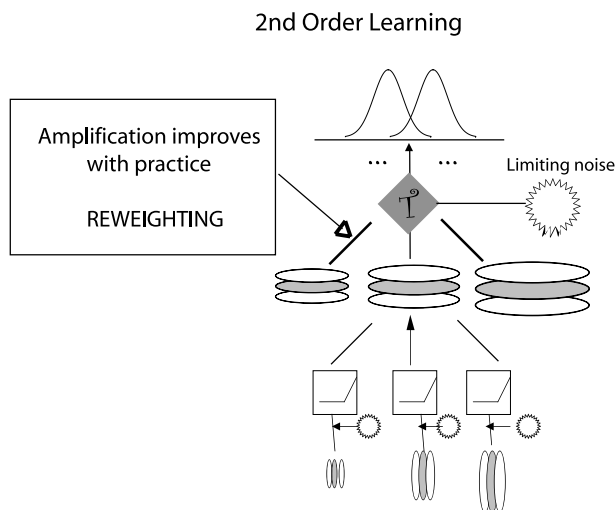 2nd Order Learning
Amplification improves
with practice
REWEIGHTING
... ...
Limiting noise
T